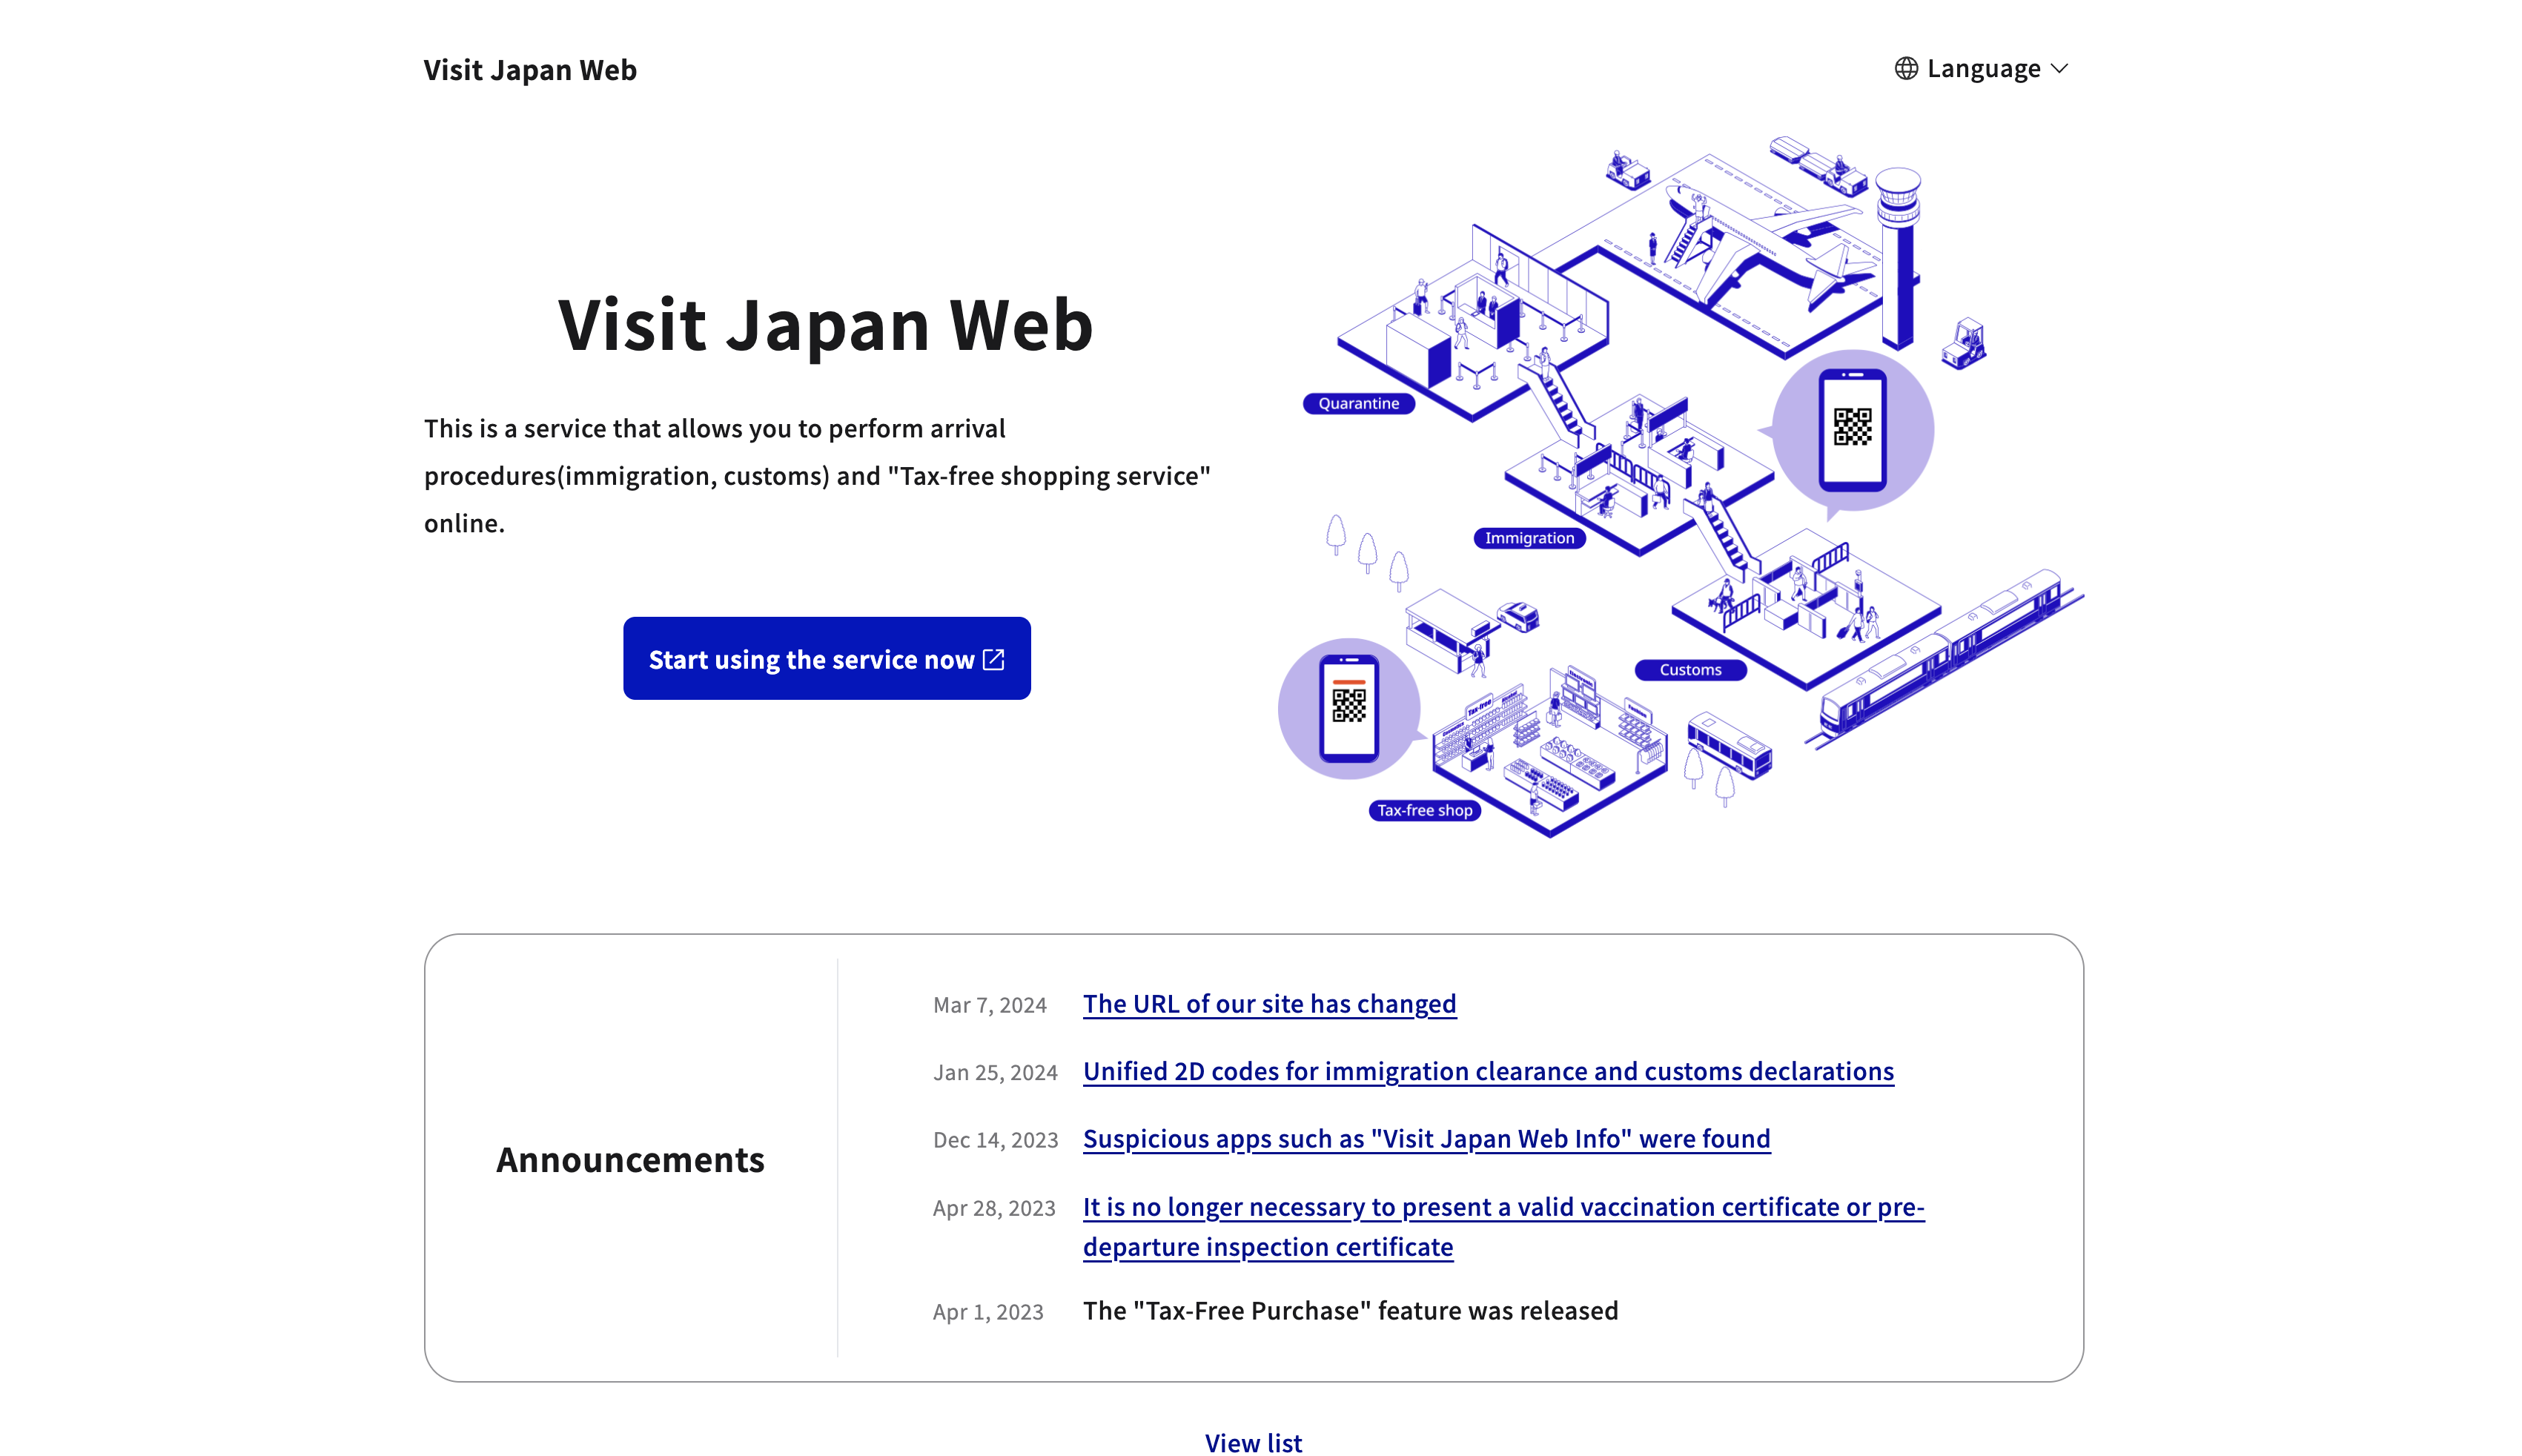 Visit Japan Web
Language
Visit Japan Web
This is a service that allows you to perform arrival
procedures(immigration, customs) and "Tax-free shopping service"
online.
Start using the service now
Quarantine
Immigration
Customs
Tax-free
Tax-free shop
Announcements
Mar 7, 2024 The URL of our site has changed
Jan 25, 2024 Unified 2D codes for immigration clearance and customs declarations
Dec 14, 2023 Suspicious apps such as "Visit Japan Web Info" were found
Apr 28, 2023 It is no longer necessary to present a valid vaccination certificate or pre-
departure inspection certificate
Apr 1, 2023 The "Tax-Free Purchase" feature was released
View list